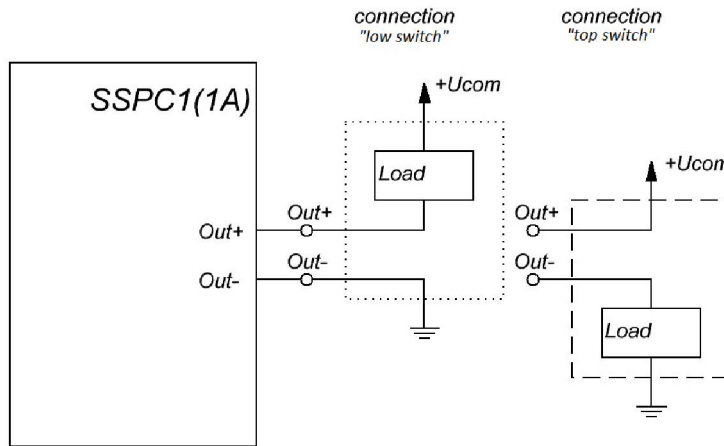 connection
"low switch"
connection
"top switch"
SSPC1(1A)
+Ucom
Load
+Ucom
Out+
Out+
Out+
Out-
Out-
Out-
Load